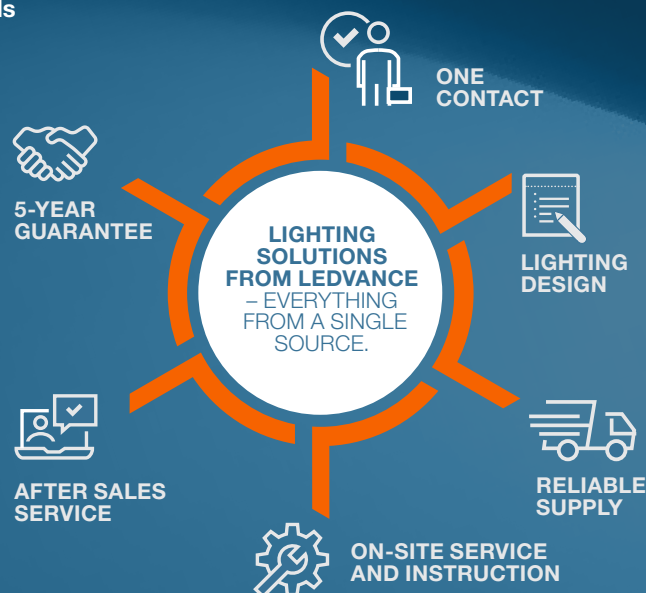 ONE
CONTACT
5-YEAR
GUARANTEE
LIGHTING
SOLUTIONS
FROM LEDVANCE
– EVERYTHING
FROM A SINGLE
SOURCE.
LIGHTING
DESIGN
AFTER SALES
SERVICE
RELIABLE
SUPPLY
ON-SITE SERVICE
AND INSTRUCTION